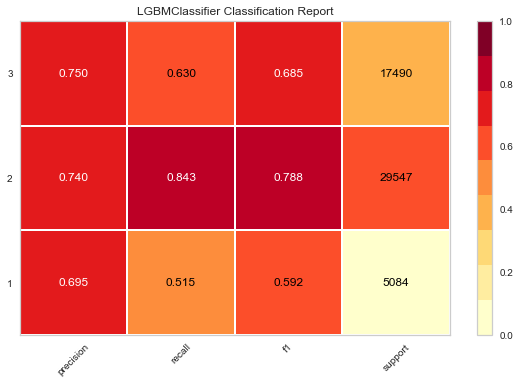 LGBMClassifier Classification Report
3 0.750 0.630 0.685 17490
2 0.740 0.843 0.788 29547
1 0.695 0.515 0.592 5084
precision recall f1 support
1.0
0.8
0.6
0.4
0.2
0.0